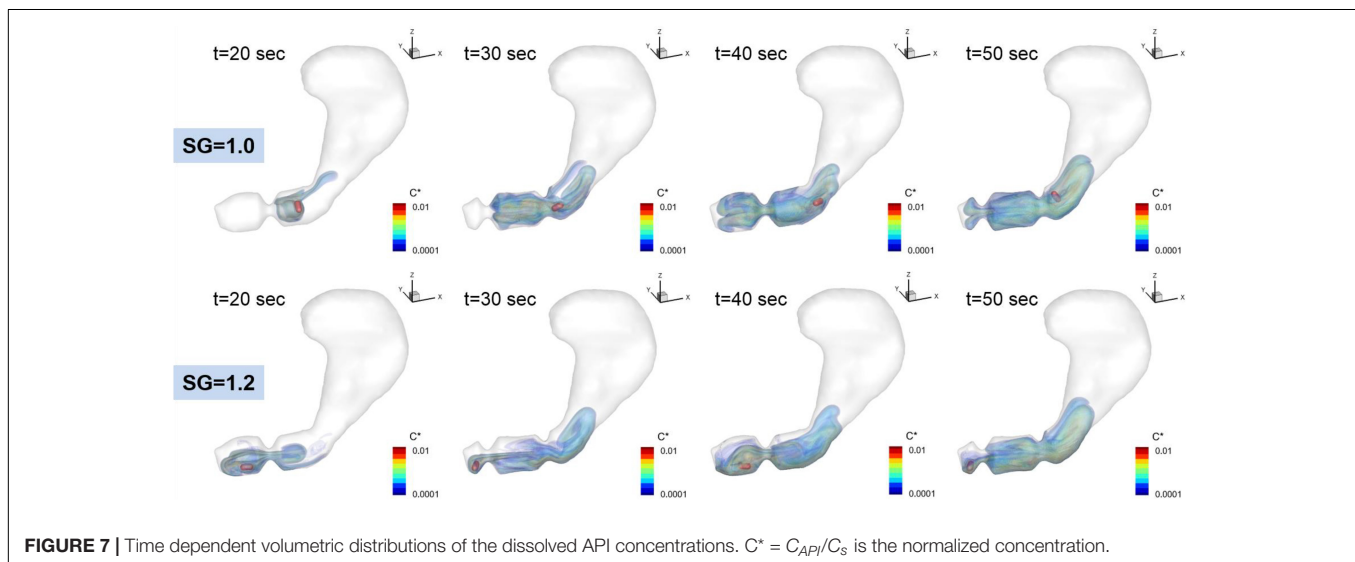 t=20 sec
Z
Y
X
t=30 sec
Z
Y
X
t=40 sec
Z
Y
X
t=50 sec
Z
Y
X
SG=1.0
C*
0.01
0.0001
C*
0.01
0.0001
C*
0.01
0.0001
C*
0.01
0.0001
t=20 sec
Z
Y
X
t=30 sec
Z
Y
X
t=40 sec
Z
Y
X
t=50 sec
Z
Y
X
SG=1.2
C*
0.01
0.0001
C*
0.01
0.0001
C*
0.01
0.0001
C*
0.01
0.0001
FIGURE 7 | Time dependent volumetric distributions of the dissolved API concentrations. C* = C_API/C_s is the normalized concentration.